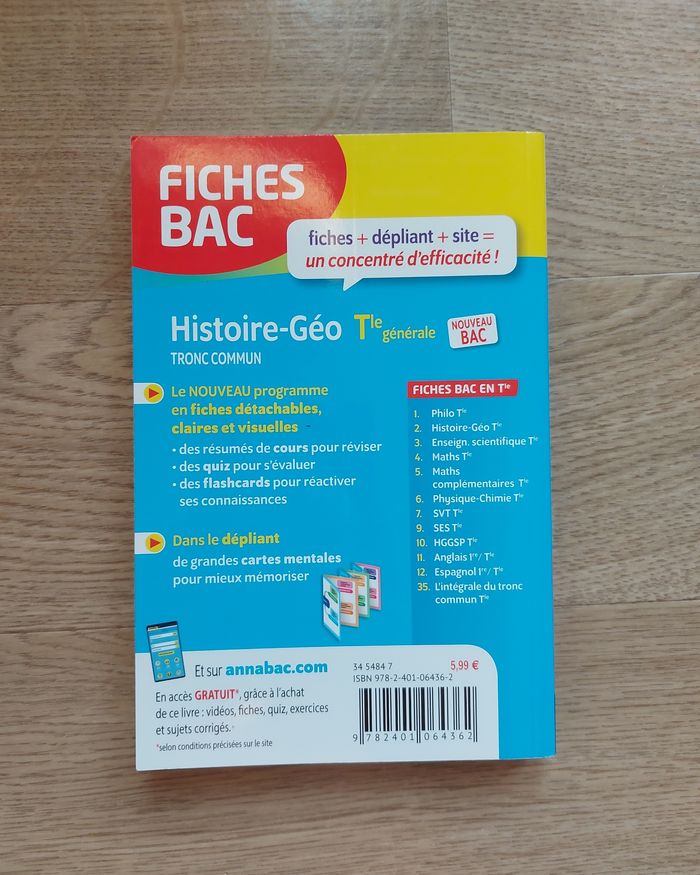 FICHES
BAC
fiches + dépliant + site =
un concentré d'efficacité !
Histoire-Géo Tle générale
NOUVEAU
BAC
TRONC COMMUN
Le NOUVEAU programme
en fiches détachables,
claires et visuelles
• des résumés de cours pour réviser
• des quiz pour s'évaluer
• des flashcards pour réactiver
ses connaissances
Dans le dépliant
de grandes cartes mentales
pour mieux mémoriser
FICHES BAC EN Tle
1. Philo Tle
2. Histoire-Géo Tle
3. Enseign. scientifique Tle
4. Maths Tle
5. Maths
complémentaires Tle
6. Physique-Chimie Tle
7. SVT Tle
9. SES Tle
10. HGGSP Tle
11. Anglais 1re/ Tle
12. Espagnol 1re/ Tle
35. L'intégrale du tronc
commun Tle
Et sur annabac.com
En accès GRATUIT*, grâce à l'achat
de ce livre : vidéos, fiches, quiz, exercices
et sujets corrigés.
*selon conditions précisées sur le site
34 5484 7
5,99 €
ISBN 978-2-401-06436-2
9 782401 064362